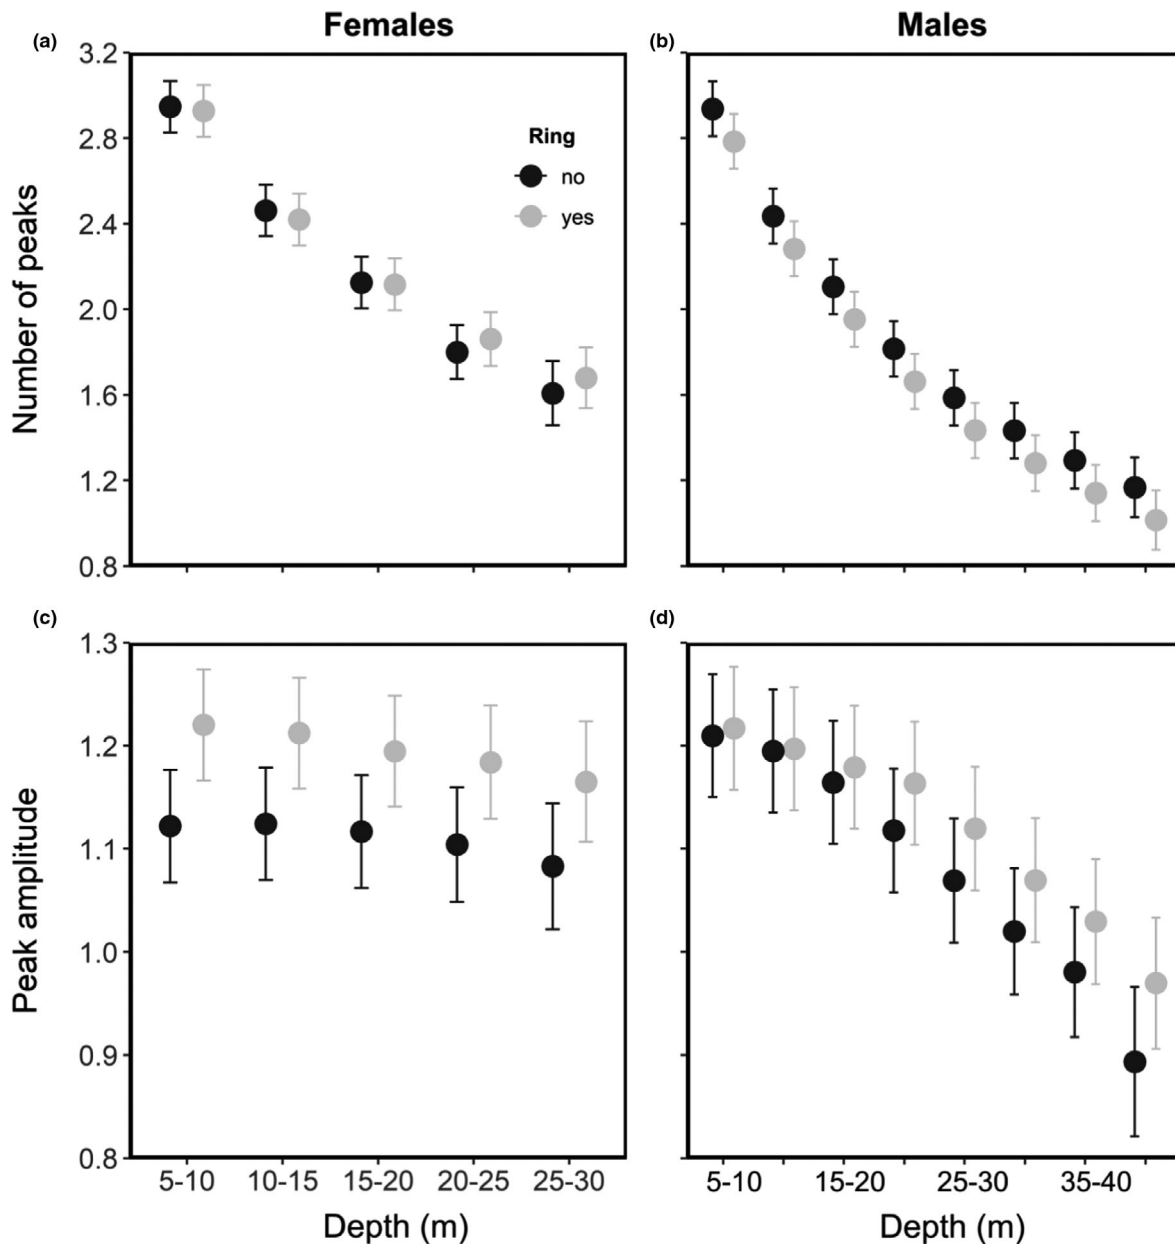 Females
Males
(a)
(b)
3.2
2.8
2.4
2.0
1.6
1.2
0.8
Number of peaks
Ring
no
yes
(c)
(d)
1.3
1.2
1.1
1.0
0.9
0.8
Peak amplitude
5-10 10-15 15-20 20-25 25-30
5-10 15-20 25-30 35-40
Depth (m)
Depth (m)